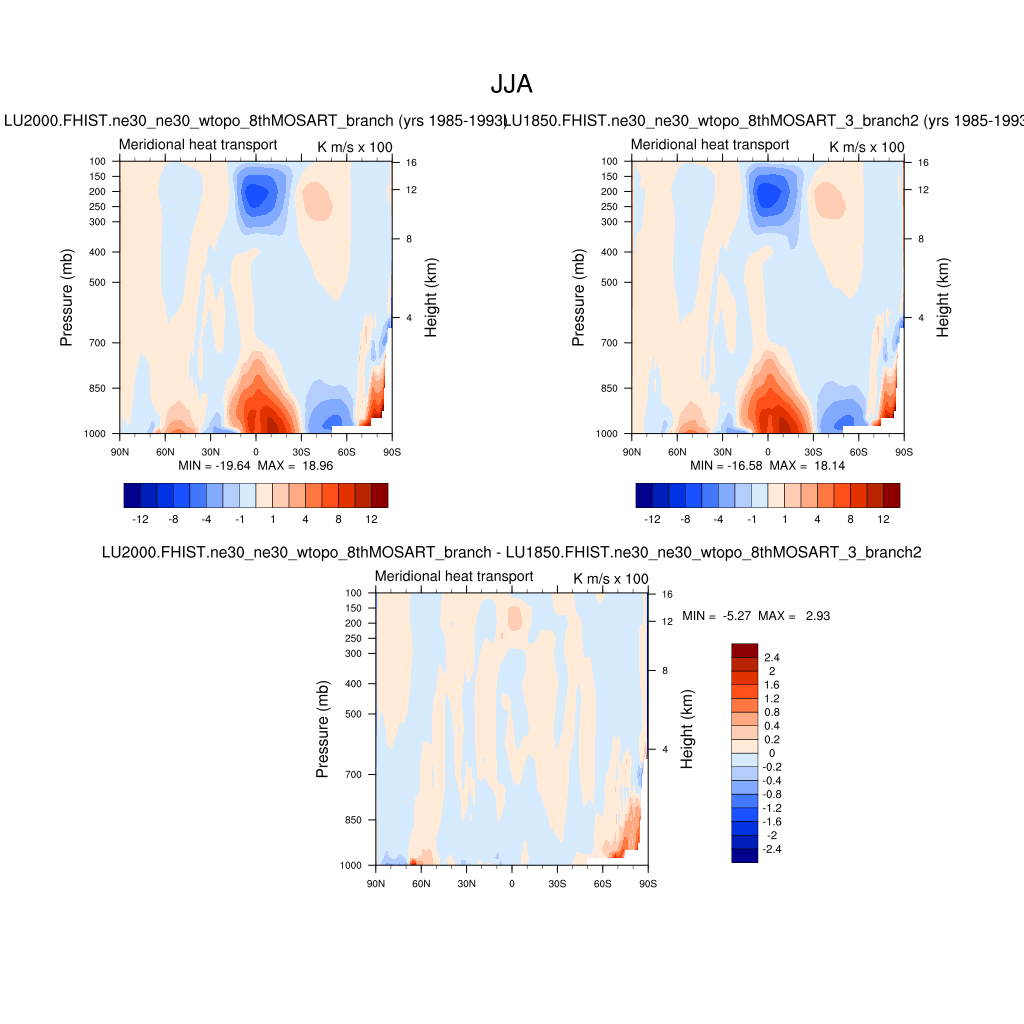 JJA
LU2000.FHIST.ne30_ne30_wtopo_8thMOSART_branch (yrs 1985-1993)
LU1850.FHIST.ne30_ne30_wtopo_8thMOSART_3_branch2 (yrs 1985-1993
Meridional heat transport
K m/s x 100
100
150
200
250
300
400
500
700
850
1000
Pressure (mb)
16
12
8
4
Height (km)
90N 60N 30N 0 30S 60S 90S
MIN = -19.64 MAX = 18.96
-12 -8 -4 -1 1 4 8 12
Meridional heat transport
K m/s x 100
100
150
200
250
300
400
500
700
850
1000
Pressure (mb)
16
12
8
4
Height (km)
90N 60N 30N 0 30S 60S 90S
MIN = -16.58 MAX = 18.14
-12 -8 -4 -1 1 4 8 12
LU2000.FHIST.ne30_ne30_wtopo_8thMOSART_branch - LU1850.FHIST.ne30_ne30_wtopo_8thMOSART_3_branch2
Meridional heat transport
K m/s x 100
100
150
200
250
300
400
500
700
850
1000
Pressure (mb)
16
12
8
4
Height (km)
90N 60N 30N 0 30S 60S 90S
MIN = -5.27 MAX = 2.93
2.4
2
1.6
1.2
0.8
0.4
0.2
0
-0.2
-0.4
-0.8
-1.2
-1.6
-2
-2.4